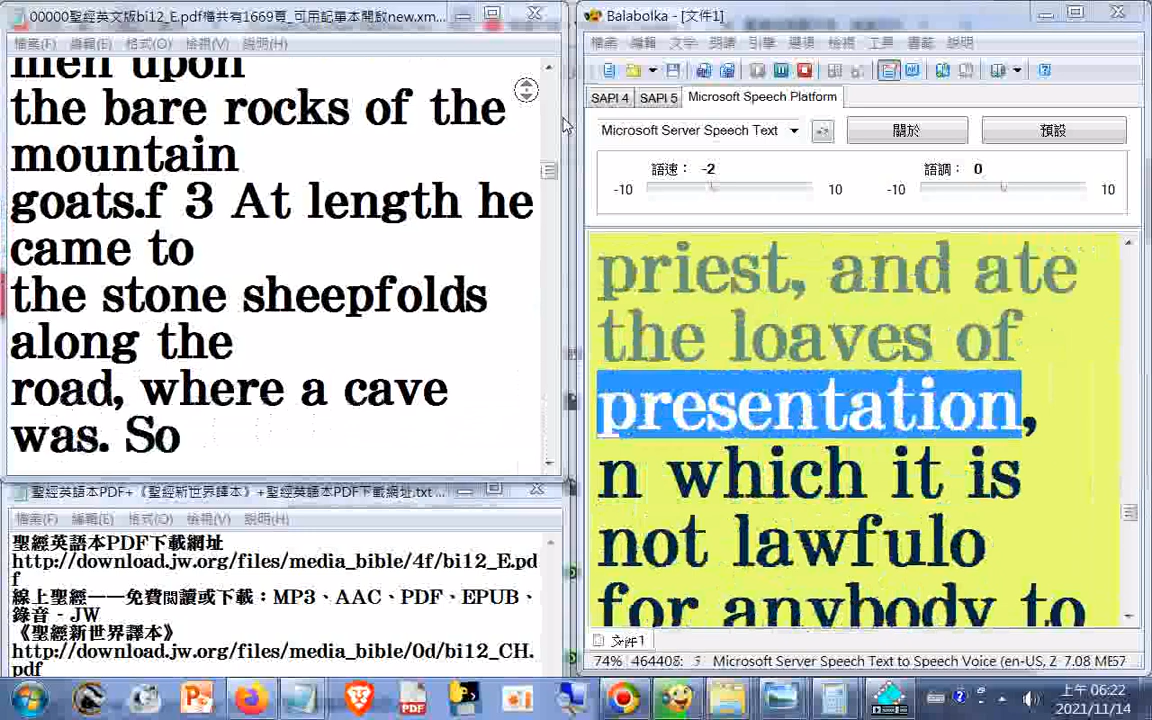 00000聖經英文版bi12_E.pdf檔共有1669頁_可用記事本開啟new.xm...
檔案(F) 編輯(E) 格式(O) 檢視(V) 說明(H)
men upon
the bare rocks of the
mountain
goats.f 3 At length he
came to
the stone sheepfolds
along the
road, where a cave
was. So
聖經英語本PDF+《聖經新世界譯本》+聖經英語本PDF下載網址.txt ...
檔案(F) 編輯(E) 格式(O) 檢視(V) 說明(H)
聖經英語本PDF下載網址
http://download.jw.org/files/media_bible/4f/bi12_E.pd
f
線上聖經——免費閱讀或下載：MP3、AAC、PDF、EPUB、
錄音 - JW
《聖經新世界譯本》
http://download.jw.org/files/media_bible/0d/bi12_CH.
pdf
Balabolka - [文件1]
檔案 編輯 文字 朗讀 引擎 選項 檢視 工具 書籤 說明
SAPI 4 SAPI 5 Microsoft Speech Platform
Microsoft Server Speech Text 關於 預設
語速： -2 語調： 0
-10 10 -10 10
priest, and ate
the loaves of
presentation,
n which it is
not lawfulo
for anybody to
文件1
74% 464408: Microsoft Server Speech Text to Speech Voice (en-US, Z 7.08 ME57
上午 06:22
2021/11/14